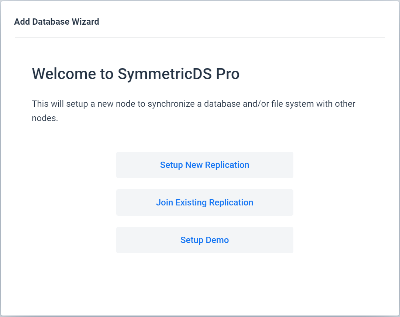 Add Database Wizard
Welcome to SymmetricDS Pro
This will setup a new node to synchronize a database and/or file system with other
nodes.
Setup New Replication
Join Existing Replication
Setup Demo